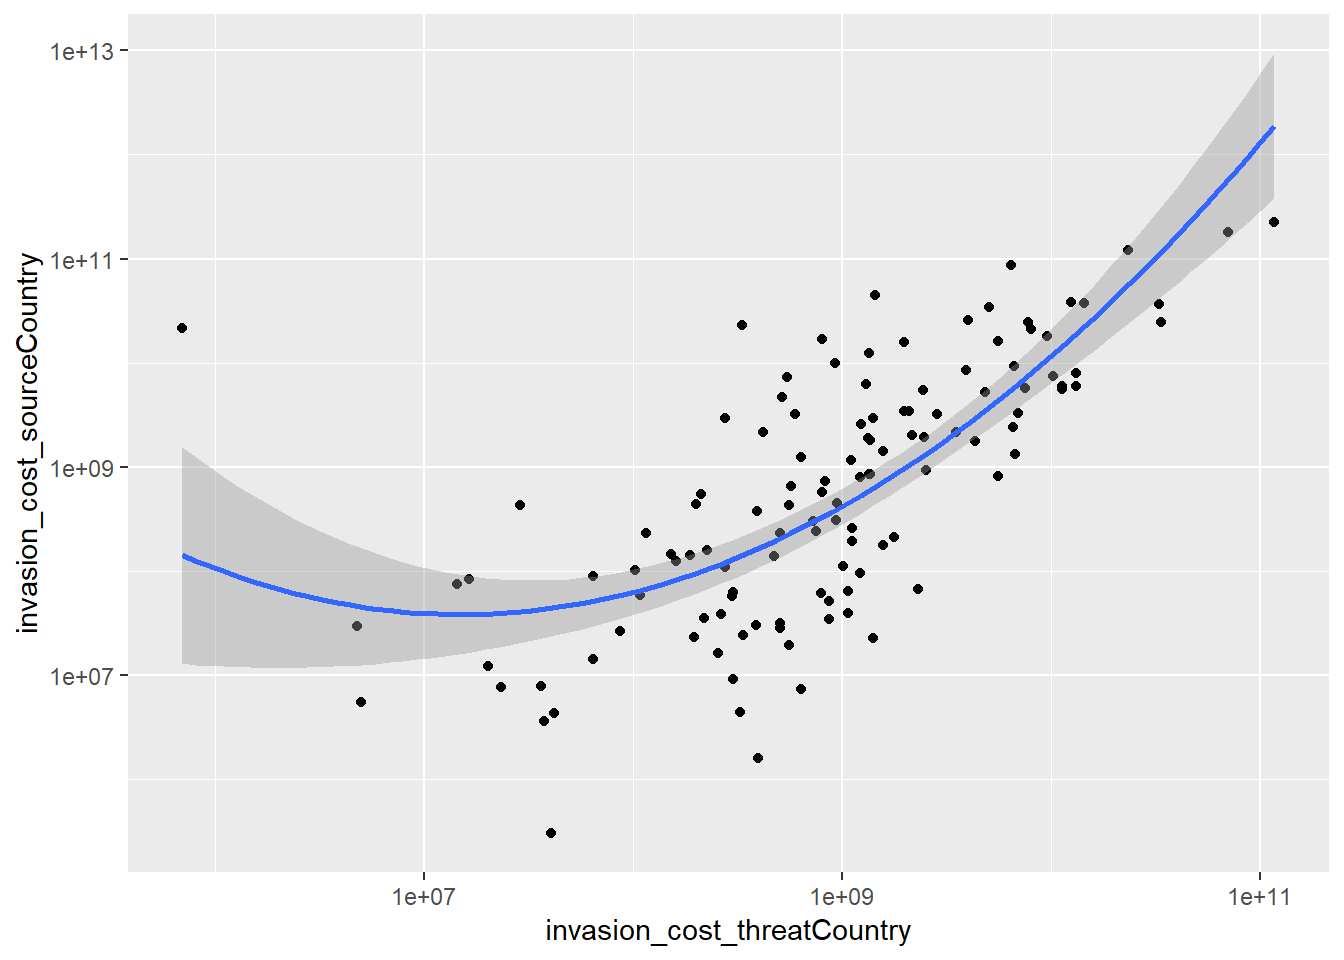 1e+13
1e+11
1e+09
1e+07
invasion_cost_sourceCountry
1e+07
1e+09
1e+11
invasion_cost_threatCountry